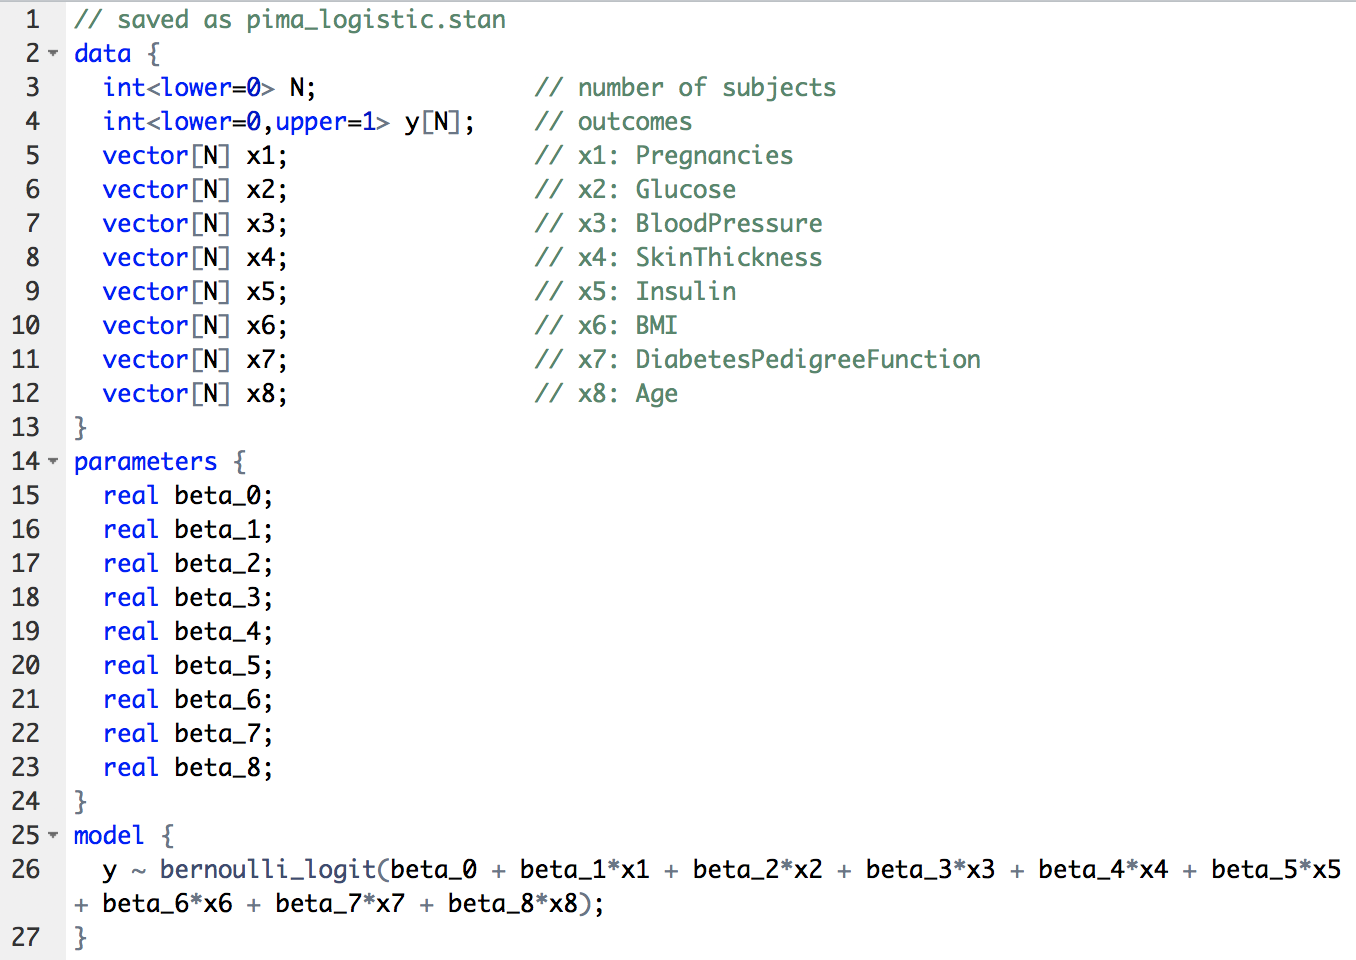 1 // saved as pima_logistic.stan
2 data {
3   int<lower=0> N;               // number of subjects
4   int<lower=0,upper=1> y[N];    // outcomes
5   vector[N] x1;                 // x1: Pregnancies
6   vector[N] x2;                 // x2: Glucose
7   vector[N] x3;                 // x3: BloodPressure
8   vector[N] x4;                 // x4: SkinThickness
9   vector[N] x5;                 // x5: Insulin
10   vector[N] x6;                 // x6: BMI
11   vector[N] x7;                 // x7: DiabetesPedigreeFunction
12   vector[N] x8;                 // x8: Age
13 }
14 parameters {
15   real beta_0;
16   real beta_1;
17   real beta_2;
18   real beta_3;
19   real beta_4;
20   real beta_5;
21   real beta_6;
22   real beta_7;
23   real beta_8;
24 }
25 model {
26   y ~ bernoulli_logit(beta_0 + beta_1*x1 + beta_2*x2 + beta_3*x3 + beta_4*x4 + beta_5*x5
+ beta_6*x6 + beta_7*x7 + beta_8*x8);
27 }